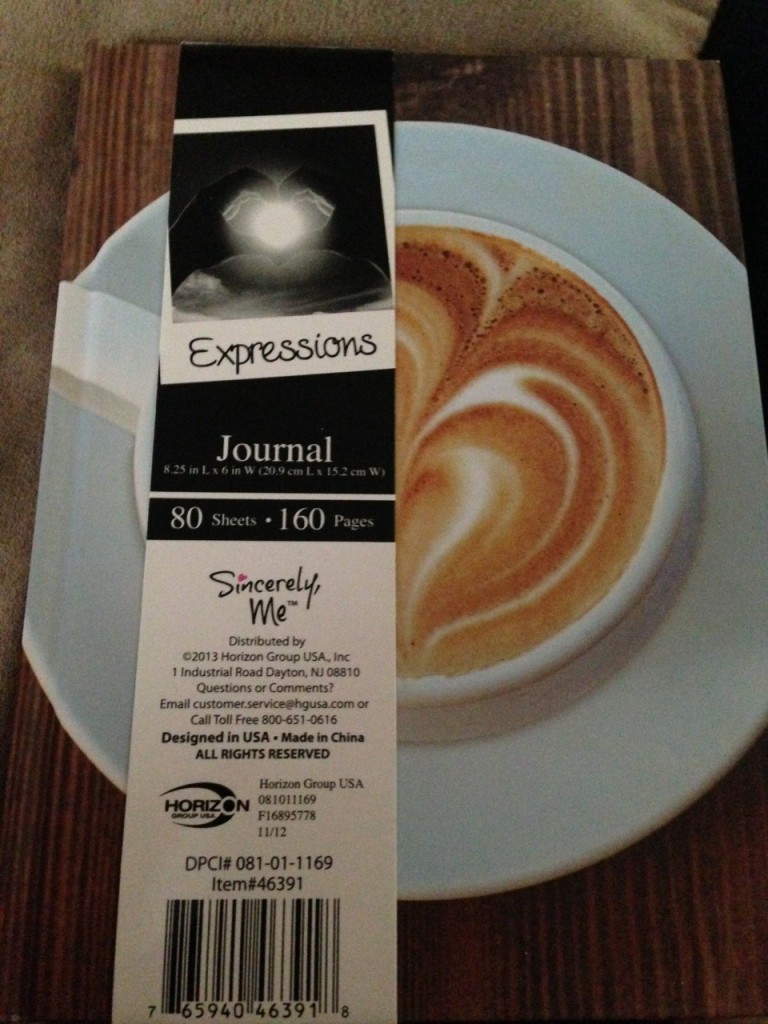 Expressions
Journal
8.25 in L x 6 in W (20.9 cm L x 15.2 cm W)
80 Sheets • 160 Pages
Sincerely,
Me™
Distributed by
©2013 Horizon Group USA., Inc
1 Industrial Road Dayton, NJ 08810
Questions or Comments?
Email customer.service@hgusa.com or
Call Toll Free 800-651-0616
Designed in USA • Made in China
ALL RIGHTS RESERVED
HORIZON
GROUP USA
Horizon Group USA
081011169
F16895778
11/12
DPCI# 081-01-1169
Item#46391
7 65940 46391 8